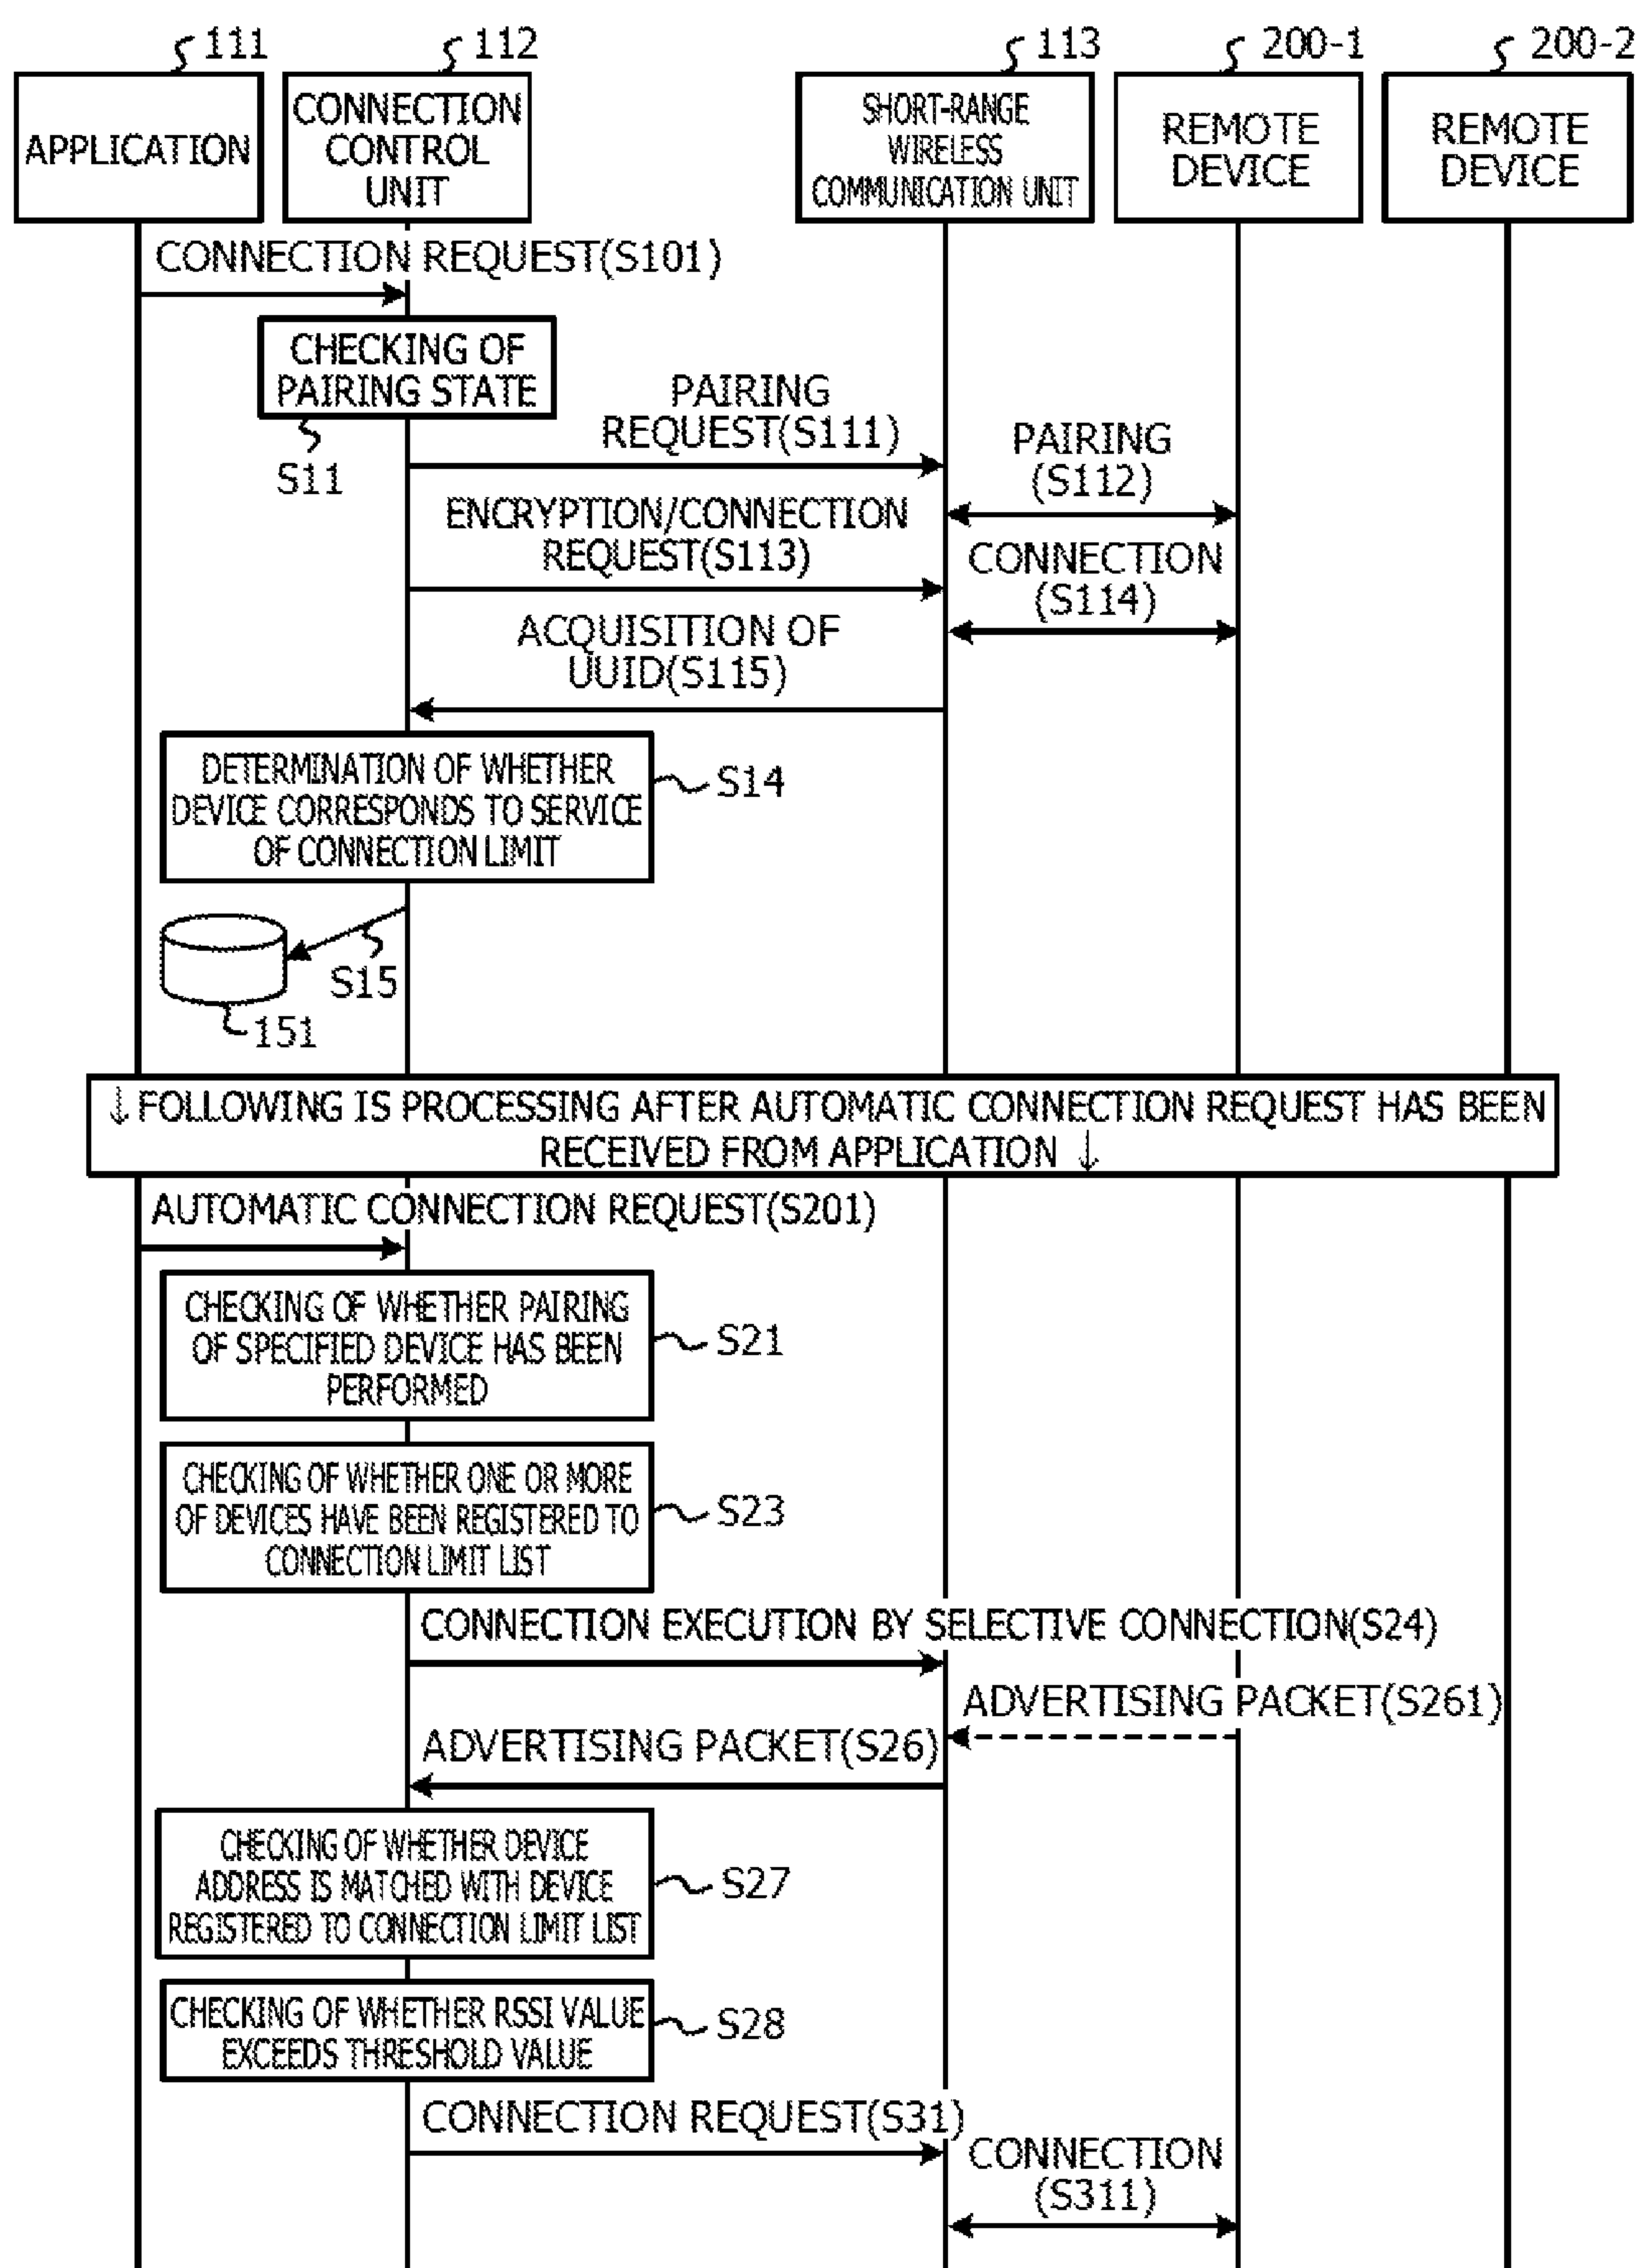 111
112
113
200-1
200-2
APPLICATION
CONNECTION
CONTROL
UNIT
SHORT-RANGE
WIRELESS
COMMUNICATION UNIT
REMOTE
DEVICE
REMOTE
DEVICE
CONNECTION REQUEST(S101)
CHECKING OF
PAIRING STATE
S11
PAIRING
REQUEST(S111)
PAIRING
(S112)
ENCRYPTION/CONNECTION
REQUEST(S113)
CONNECTION
(S114)
ACQUISITION OF
UUID(S115)
DETERMINATION OF WHETHER
DEVICE CORRESPONDS TO SERVICE
OF CONNECTION LIMIT
S14
S15
151
↓ FOLLOWING IS PROCESSING AFTER AUTOMATIC CONNECTION REQUEST HAS BEEN
RECEIVED FROM APPLICATION ↓
AUTOMATIC CONNECTION REQUEST(S201)
CHECKING OF WHETHER PAIRING
OF SPECIFIED DEVICE HAS BEEN
PERFORMED
S21
CHECKING OF WHETHER ONE OR MORE
OF DEVICES HAVE BEEN REGISTERED TO
CONNECTION LIMIT LIST
S23
CONNECTION EXECUTION BY SELECTIVE CONNECTION(S24)
ADVERTISING PACKET(S261)
ADVERTISING PACKET(S26)
CHECKING OF WHETHER DEVICE
ADDRESS IS MATCHED WITH DEVICE
REGISTERED TO CONNECTION LIMIT LIST
S27
CHECKING OF WHETHER RSSI VALUE
EXCEEDS THRESHOLD VALUE
S28
CONNECTION REQUEST(S31)
CONNECTION
(S311)